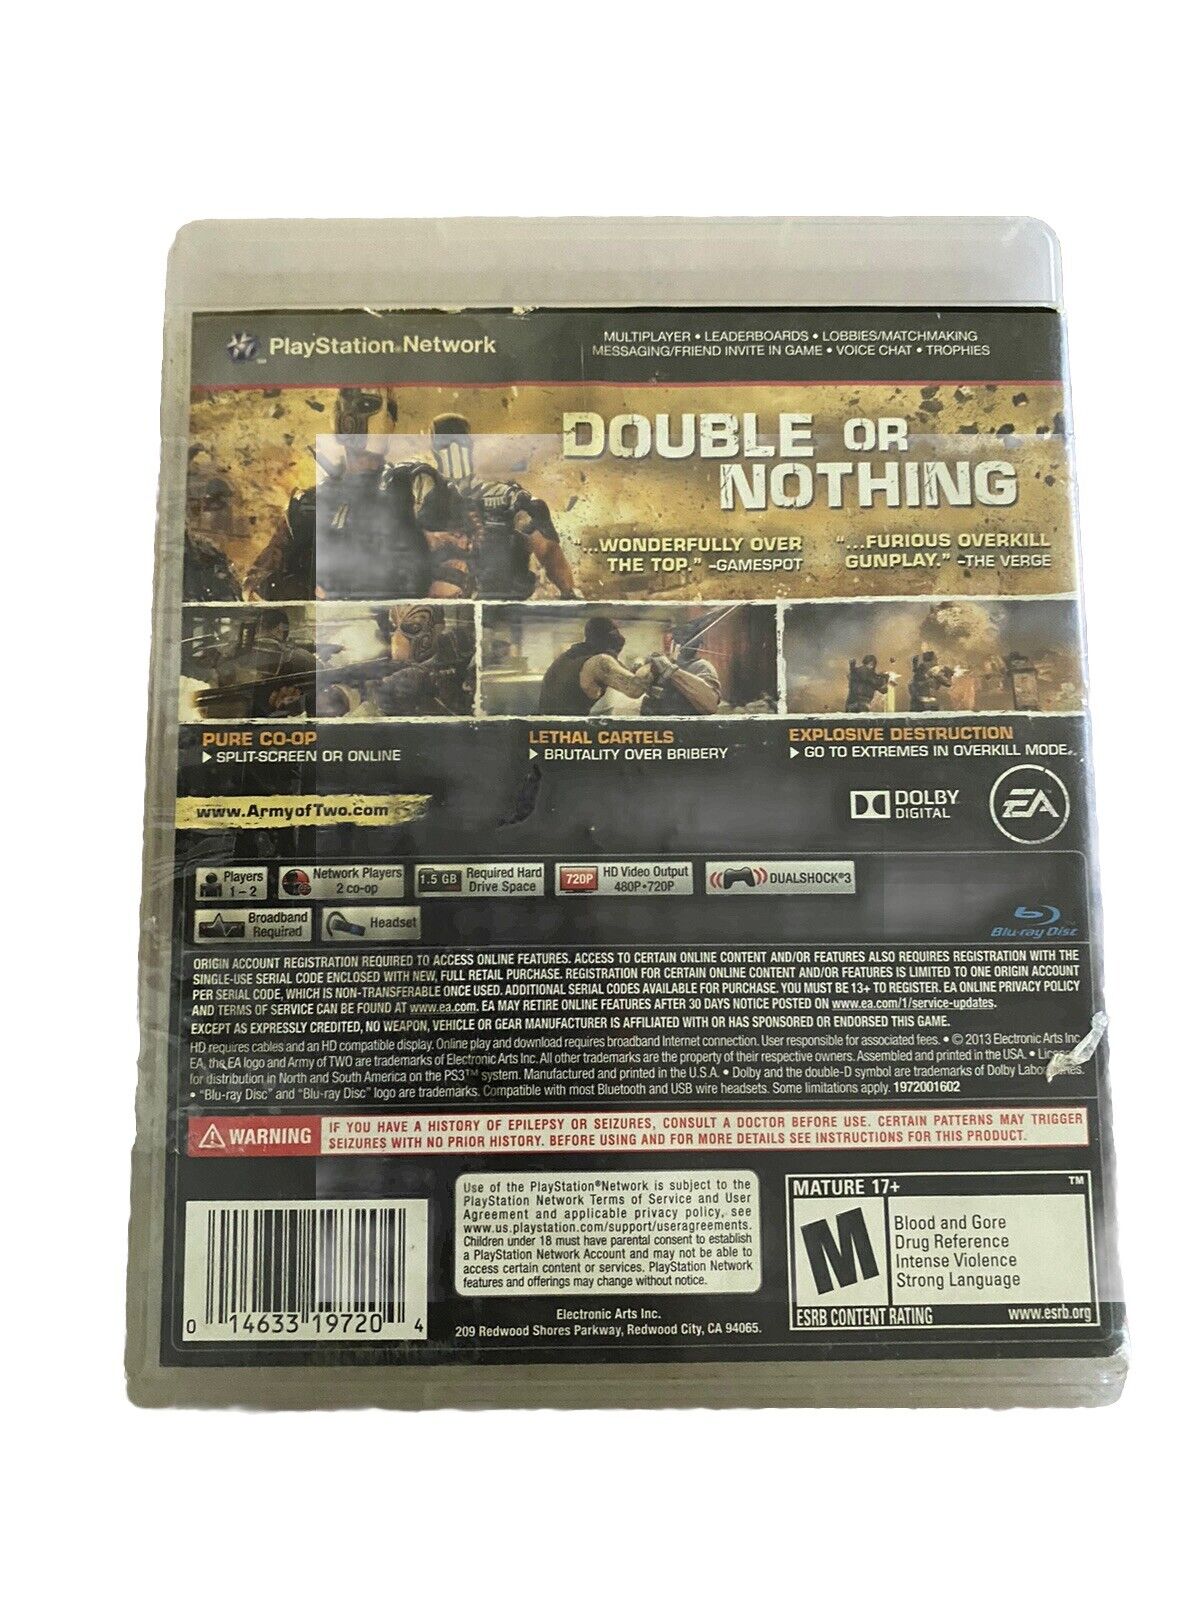 PlayStation®Network
MULTIPLAYER • LEADERBOARDS • LOBBIES/MATCHMAKING
MESSAGING/FRIEND INVITE IN GAME • VOICE CHAT • TROPHIES
DOUBLE OR
NOTHING
"...WONDERFULLY OVER
THE TOP." -GAMESPOT
"...FURIOUS OVERKILL
GUNPLAY." -THE VERGE
PURE CO-OP
SPLIT-SCREEN OR ONLINE
LETHAL CARTELS
BRUTALITY OVER BRIBERY
EXPLOSIVE DESTRUCTION
GO TO EXTREMES IN OVERKILL MODE.
www.ArmyofTwo.com
DOLBY
DIGITAL
EA
Players
1-2
Network Players
2 co-op
1.5 GB
Required Hard
Drive Space
720P
HD Video Output
480P•720P
DUALSHOCK®3
Broadband
Required
Headset
Blu-ray Disc
ORIGIN ACCOUNT REGISTRATION REQUIRED TO ACCESS ONLINE FEATURES. ACCESS TO CERTAIN ONLINE CONTENT AND/OR FEATURES ALSO REQUIRES REGISTRATION WITH THE
SINGLE-USE SERIAL CODE ENCLOSED WITH NEW, FULL RETAIL PURCHASE. REGISTRATION FOR CERTAIN ONLINE CONTENT AND/OR FEATURES IS LIMITED TO ONE ORIGIN ACCOUNT
PER SERIAL CODE, WHICH IS NON-TRANSFERABLE ONCE USED. ADDITIONAL SERIAL CODES AVAILABLE FOR PURCHASE. YOU MUST BE 13+ TO REGISTER. EA ONLINE PRIVACY POLICY
AND TERMS OF SERVICE CAN BE FOUND AT www.ea.com. EA MAY RETIRE ONLINE FEATURES AFTER 30 DAYS NOTICE POSTED ON www.ea.com/1/service-updates.
EXCEPT AS EXPRESSLY CREDITED, NO WEAPON, VEHICLE OR GEAR MANUFACTURER IS AFFILIATED WITH OR HAS SPONSORED OR ENDORSED THIS GAME.
HD requires cables and an HD compatible display. Online play and download requires broadband Internet connection. User responsible for associated fees. • © 2013 Electronic Arts Inc.
EA, the EA logo and Army of TWO are trademarks of Electronic Arts Inc. All other trademarks are the property of their respective owners. Assembled and printed in the USA. •
for distribution in North and South America on the PS3™ system. Manufactured and printed in the U.S.A. • Dolby and the double-D symbol are trademarks of Dolby
• "Blu-ray Disc" and "Blu-ray Disc" logo are trademarks. Compatible with most Bluetooth and USB wire headsets. Some limitations apply. 1972001602
WARNING
IF YOU HAVE A HISTORY OF EPILEPSY OR SEIZURES, CONSULT A DOCTOR BEFORE USE. CERTAIN PATTERNS MAY TRIGGER
SEIZURES WITH NO PRIOR HISTORY. BEFORE USING AND FOR MORE DETAILS SEE INSTRUCTIONS FOR THIS PRODUCT.
Use of the PlayStation®Network is subject to the
PlayStation Network Terms of Service and User
Agreement and applicable privacy policy, see
www.us.playstation.com/support/useragreements.
Children under 18 must have parental consent to establish
a PlayStation Network Account and may not be able to
access certain content or services. PlayStation Network
features and offerings may change without notice.
Electronic Arts Inc.
209 Redwood Shores Parkway, Redwood City, CA 94065.
0 14633 19720 4
MATURE 17+
TM
M
Blood and Gore
Drug Reference
Intense Violence
Strong Language
ESRB CONTENT RATING
www.esrb.org